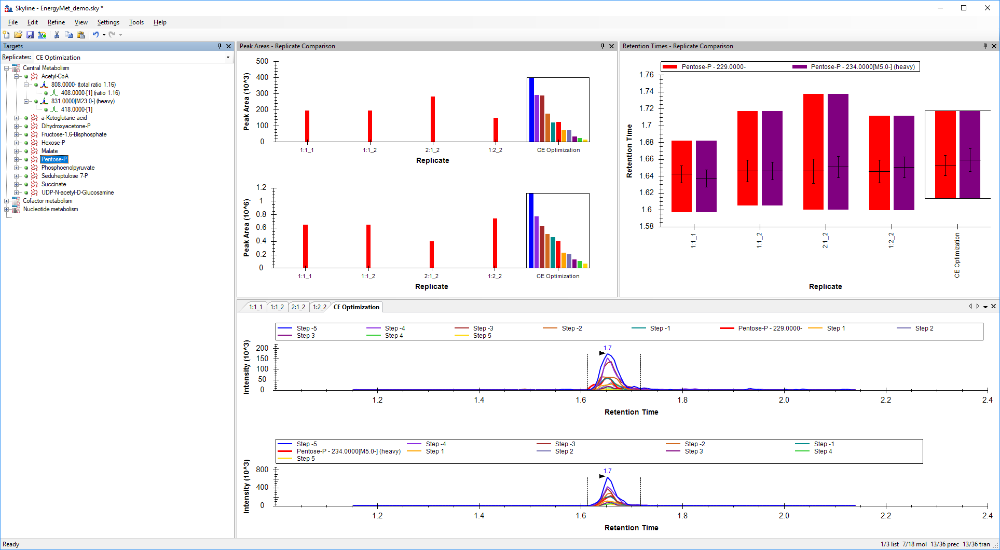 Skyline - EnergyMet_demo.sky *
File Edit Refine View Settings Tools Help
Targets
Replicates: CE Optimization
Central Metabolism
Acetyl-CoA
808.0000- (total ratio 1.16)
408.0000-[1] (ratio 1.16)
831.0000[M23.0-] (heavy)
418.0000-[1]
a-Ketoglutaric acid
Dihydroxyacetone-P
Fructose-1,6-Bisphosphate
Hexose-P
Malate
Pentose-P
Phosphoenolpyruvate
Seduheptulose 7-P
Succinate
UDP-N-acetyl-D-Glucosamine
Cofactor metabolism
Nucleotide metabolism
Peak Areas - Replicate Comparison
Peak Area (10^3)
500
400
300
200
100
0
1:1_1 1:1_2 2:1_2 1:2_2 CE Optimization
Replicate
Peak Area (10^6)
1.2
1
0.8
0.6
0.4
0.2
0
1:1_1 1:1_2 2:1_2 1:2_2 CE Optimization
Replicate
Retention Times - Replicate Comparison
Pentose-P - 229.0000- Pentose-P - 234.0000[M5.0-] (heavy)
Retention Time
1.76
1.74
1.72
1.7
1.68
1.66
1.64
1.62
1.6
1.58
1:1_1 1:1_2 2:1_2 1:2_2 CE Optimization
Replicate
1:1_1 1:1_2 2:1_2 1:2_2 CE Optimization
Step -5 Step -4 Step -3 Step -2 Step -1 Pentose-P - 229.0000- Step 1 Step 2
Step 3 Step 4 Step 5
Intensity (10^3)
200
150
100
50
0
1.7
1.2 1.4 1.6 1.8 2.0 2.2 2.4
Retention Time
Step -5 Step -4 Step -3 Step -2 Step -1
Pentose-P - 234.0000[M5.0-] (heavy) Step 1 Step 2 Step 3 Step 4
Step 5
Intensity (10^3)
800
400
0
1.7
1.2 1.4 1.6 1.8 2.0 2.2 2.4
Retention Time
Ready 1/3 list 7/18 mol 13/36 prec 13/36 tran